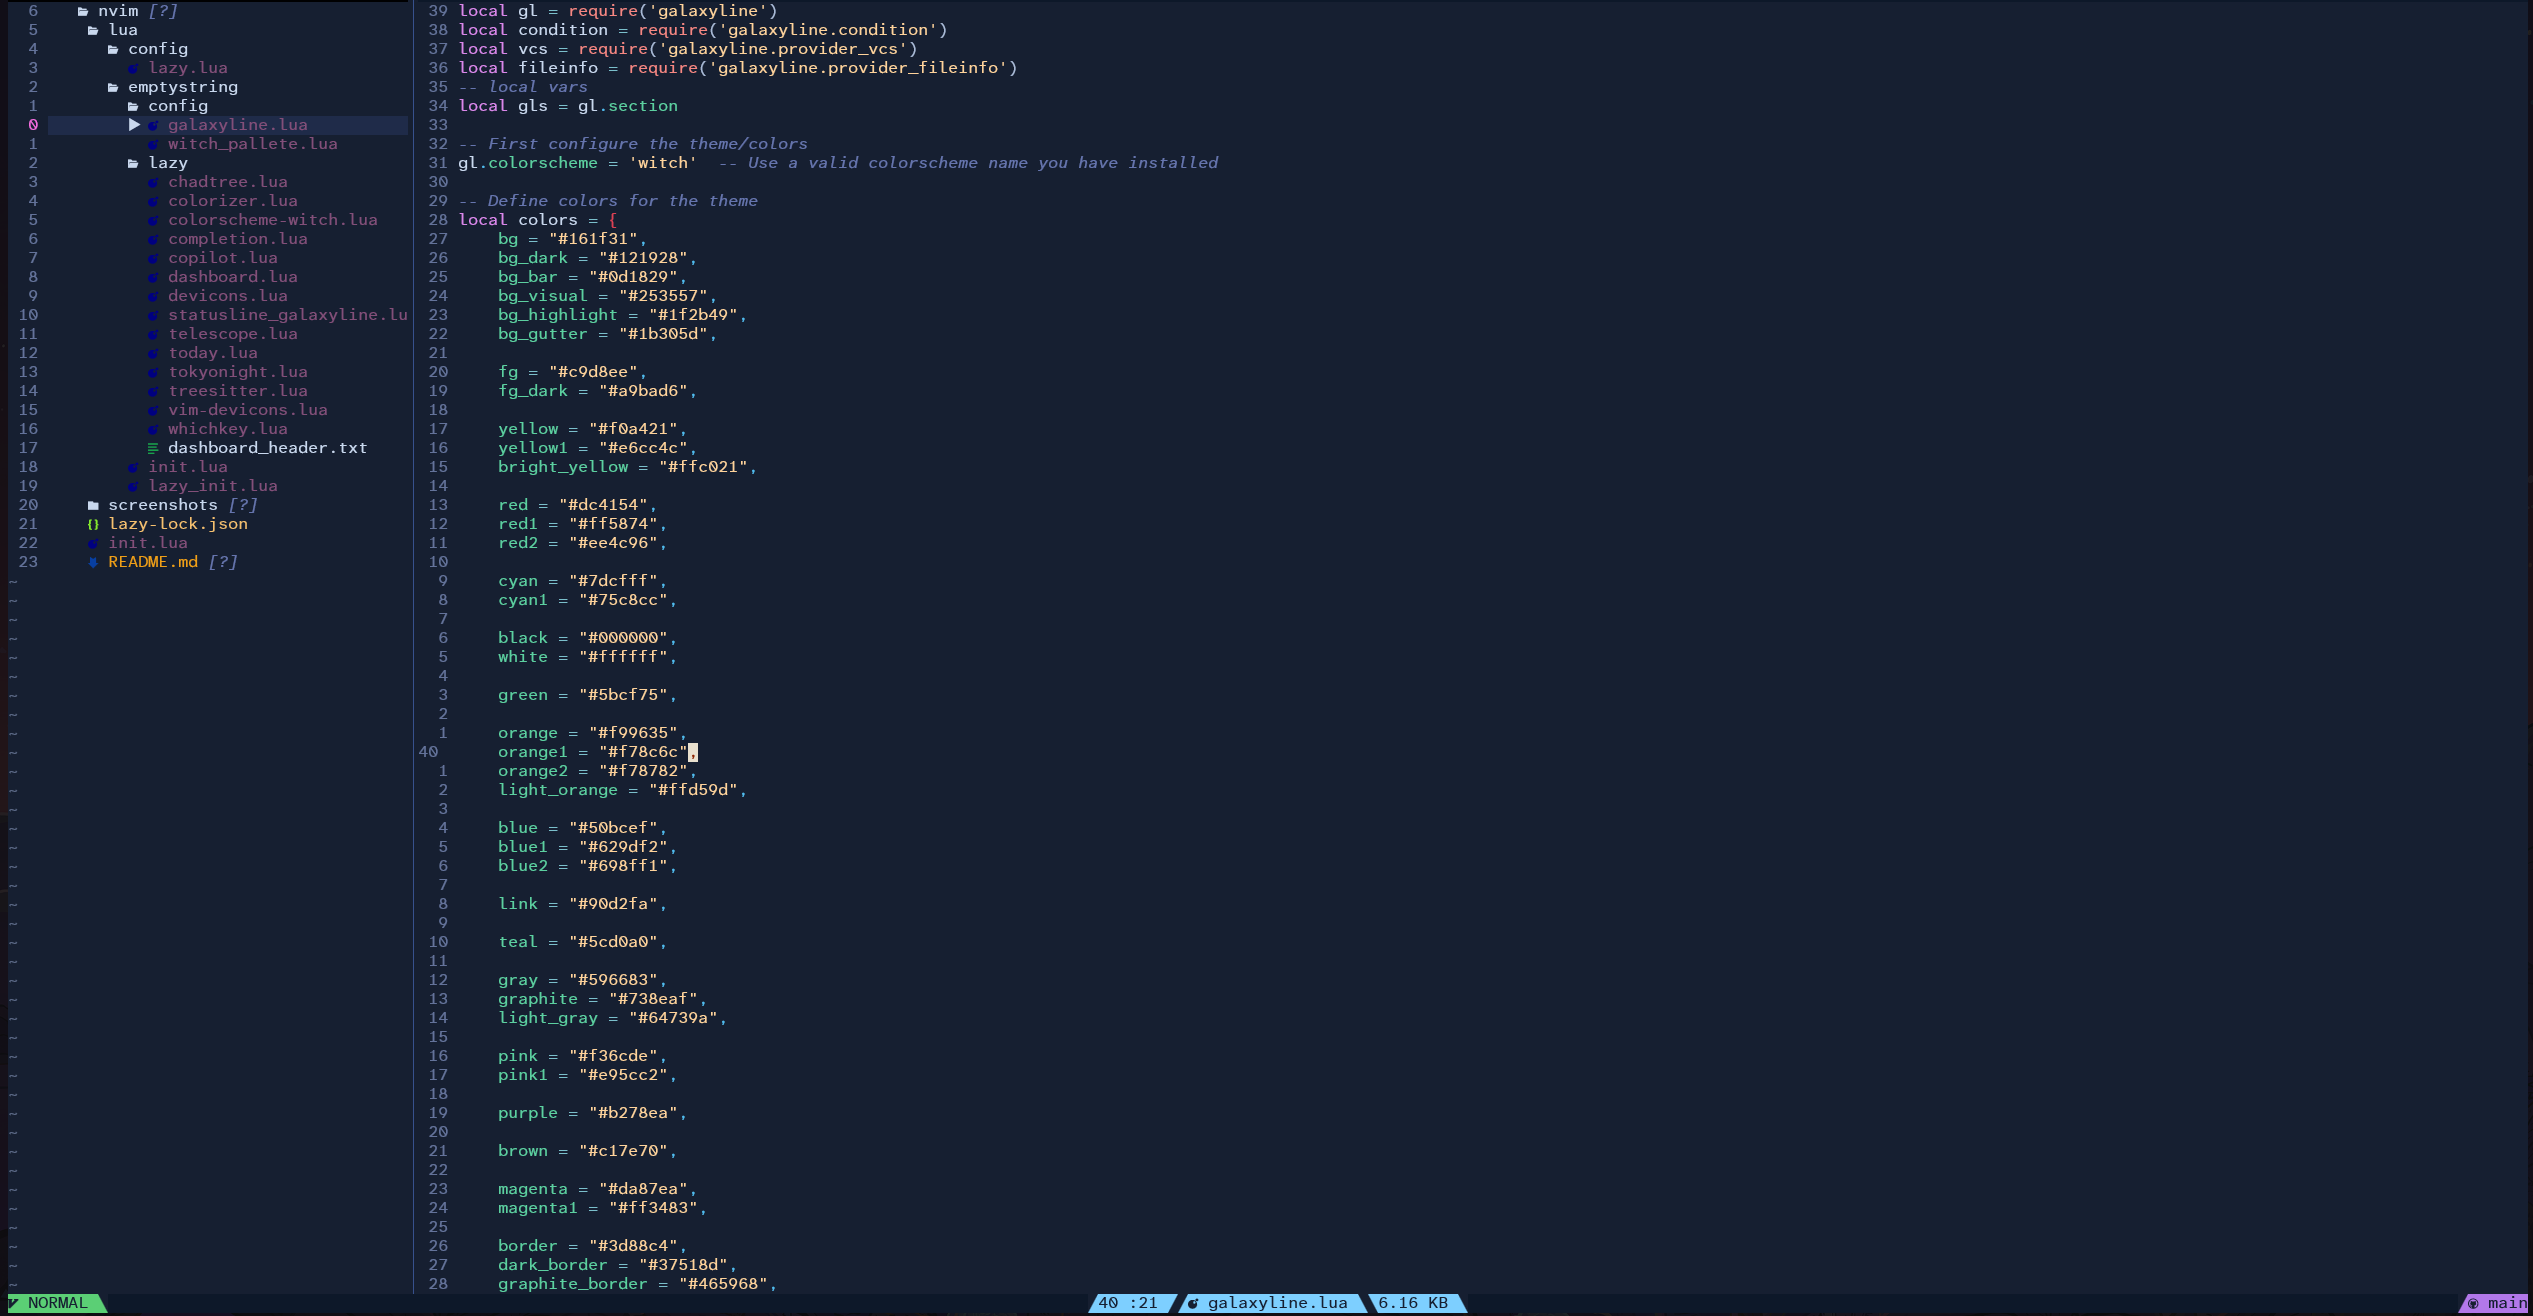 6 nvim [?]
5 lua
4 config
3 lazy.lua
2 emptystring
1 config
0 galaxyline.lua
1 witch_pallete.lua
2 lazy
3 chadtree.lua
4 colorizer.lua
5 colorscheme-witch.lua
6 completion.lua
7 copilot.lua
8 dashboard.lua
9 devicons.lua
10 statusline_galaxyline.lu
11 telescope.lua
12 today.lua
13 tokyonight.lua
14 treesitter.lua
15 vim-devicons.lua
16 whichkey.lua
17 dashboard_header.txt
18 init.lua
19 lazy_init.lua
20 screenshots [?]
21 {} lazy-lock.json
22 init.lua
23 README.md [?]
39 local gl = require('galaxyline')
38 local condition = require('galaxyline.condition')
37 local vcs = require('galaxyline.provider_vcs')
36 local fileinfo = require('galaxyline.provider_fileinfo')
35 -- local vars
34 local gls = gl.section
33
32 -- First configure the theme/colors
31 gl.colorscheme = 'witch'  -- Use a valid colorscheme name you have installed
30
29 -- Define colors for the theme
28 local colors = {
27     bg = "#161f31",
26     bg_dark = "#121928",
25     bg_bar = "#0d1829",
24     bg_visual = "#253557",
23     bg_highlight = "#1f2b49",
22     bg_gutter = "#1b305d",
21
20     fg = "#c9d8ee",
19     fg_dark = "#a9bad6",
18
17     yellow = "#f0a421",
16     yellow1 = "#e6cc4c",
15     bright_yellow = "#ffc021",
14
13     red = "#dc4154",
12     red1 = "#ff5874",
11     red2 = "#ee4c96",
10
9     cyan = "#7dcfff",
8     cyan1 = "#75c8cc",
7
6     black = "#000000",
5     white = "#ffffff",
4
3     green = "#5bcf75",
2
1     orange = "#f99635",
40     orange1 = "#f78c6c",
1     orange2 = "#f78782",
2     light_orange = "#ffd59d",
3
4     blue = "#50bcef",
5     blue1 = "#629df2",
6     blue2 = "#698ff1",
7
8     link = "#90d2fa",
9
10     teal = "#5cd0a0",
11
12     gray = "#596683",
13     graphite = "#738eaf",
14     light_gray = "#64739a",
15
16     pink = "#f36cde",
17     pink1 = "#e95cc2",
18
19     purple = "#b278ea",
20
21     brown = "#c17e70",
22
23     magenta = "#da87ea",
24     magenta1 = "#ff3483",
25
26     border = "#3d88c4",
27     dark_border = "#37518d",
28     graphite_border = "#465968",
NORMAL 40 :21 galaxyline.lua 6.16 KB main